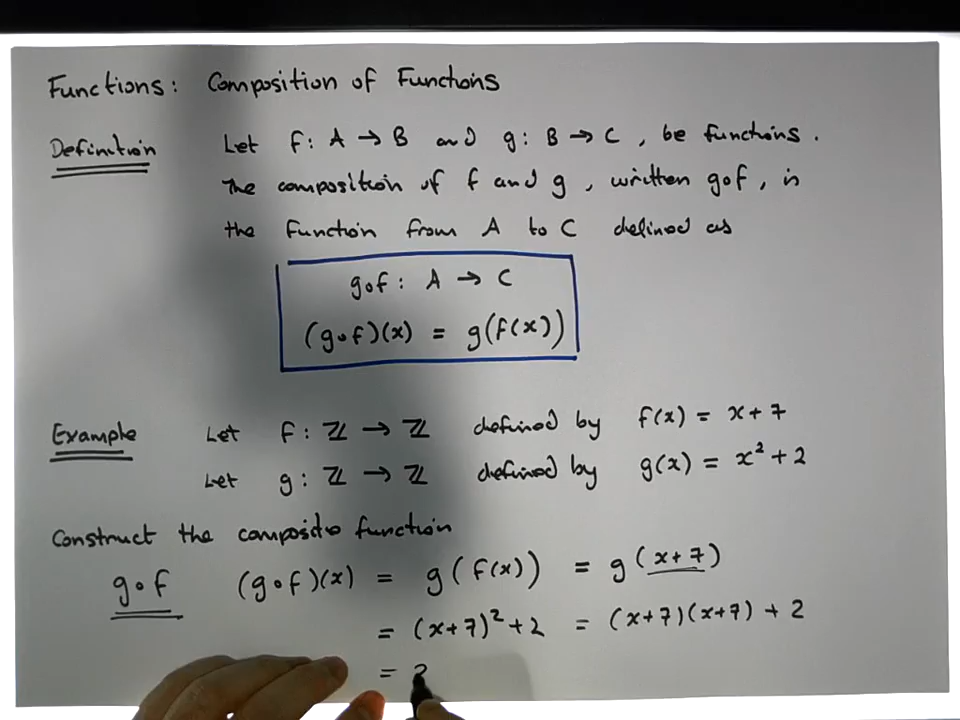 Functions: Composition of Functions
Definition Let f: A → B and g: B → C, be functions.
The composition of f and g, written g∘f, is
the function from A to C defined as
g∘f: A → C
(g∘f)(x) = g(f(x))
Example Let f: ℤ → ℤ defined by f(x) = x+7
Let g: ℤ → ℤ defined by g(x) = x² + 2
Construct the composite function
g∘f (g∘f)(x) = g(f(x)) = g(x+7)
= (x+7)² + 2 = (x+7)(x+7) + 2
=